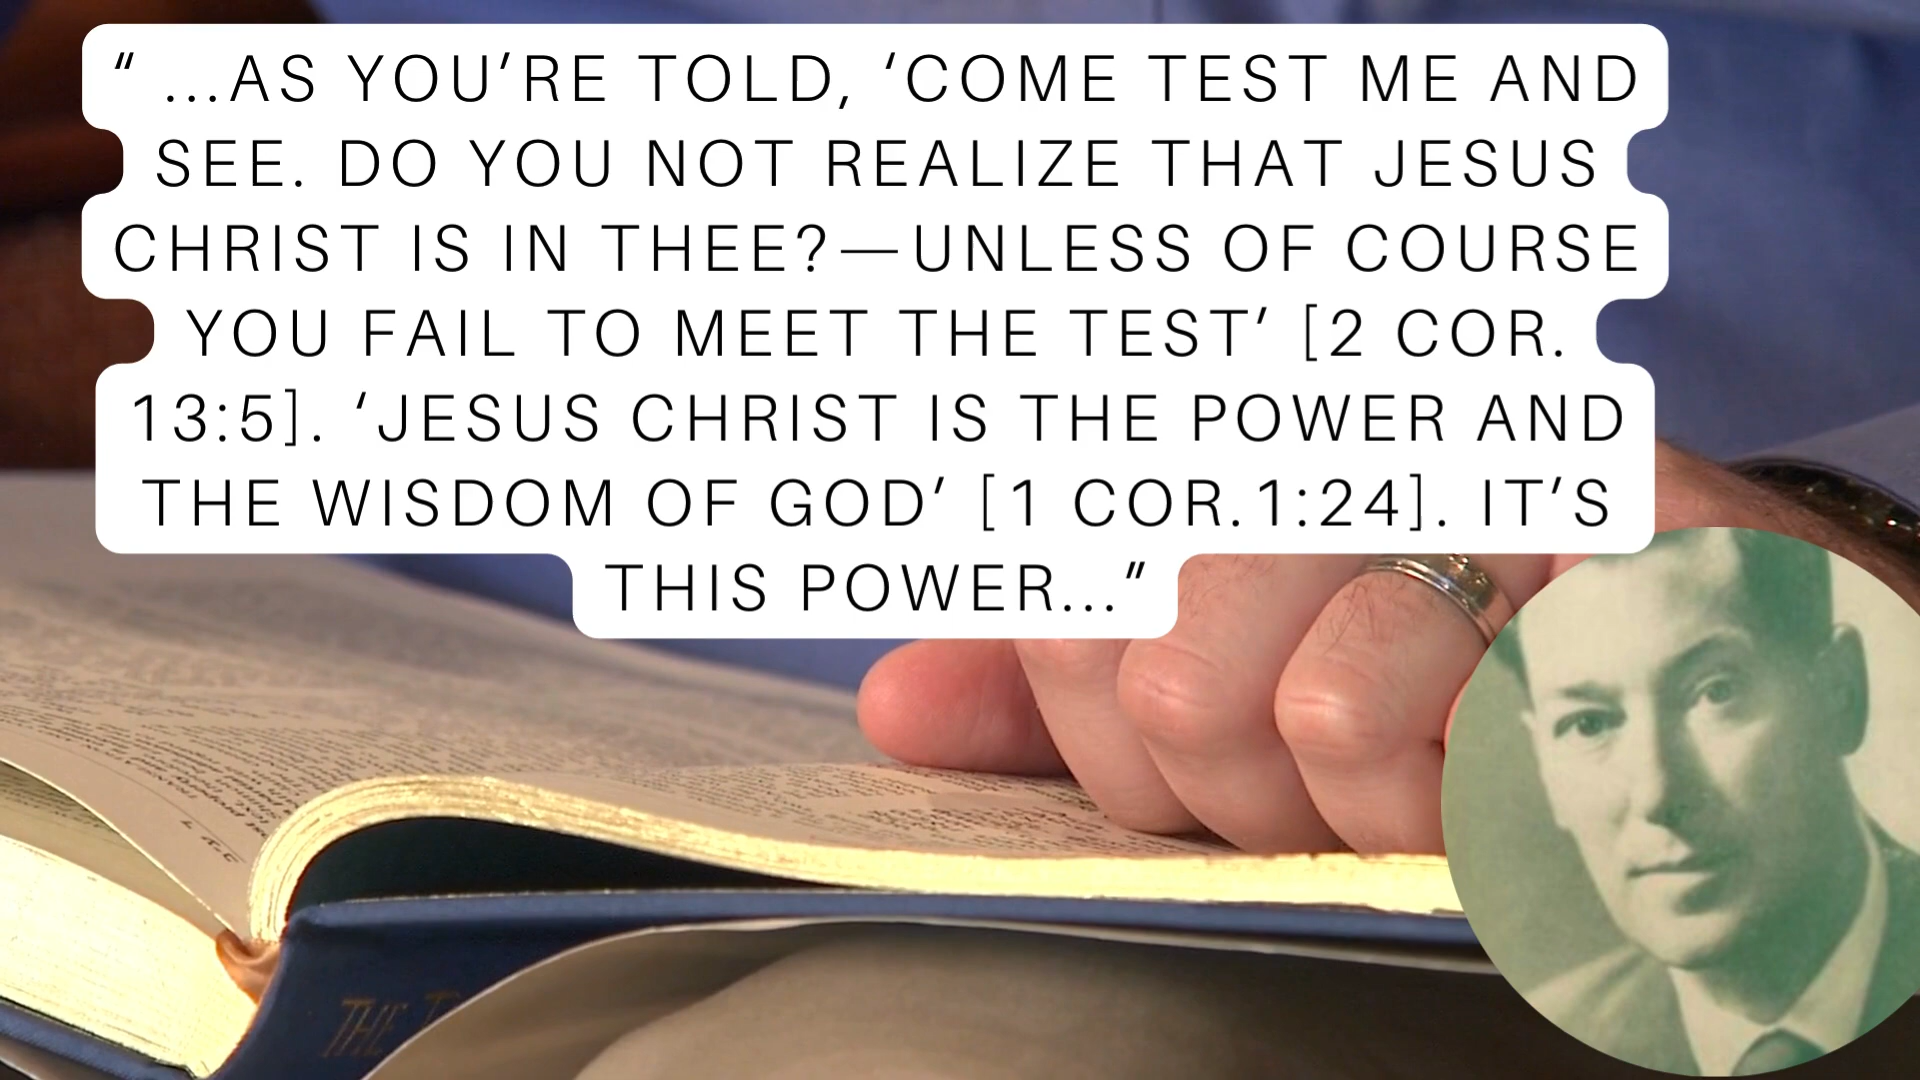 “ ...AS YOU’RE TOLD, ‘COME TEST ME AND
SEE. DO YOU NOT REALIZE THAT JESUS
CHRIST IS IN THEE?—UNLESS OF COURSE
YOU FAIL TO MEET THE TEST’ [2 COR.
13:5]. ‘JESUS CHRIST IS THE POWER AND
THE WISDOM OF GOD’ [1 COR.1:24]. IT’S
THIS POWER...”
THE